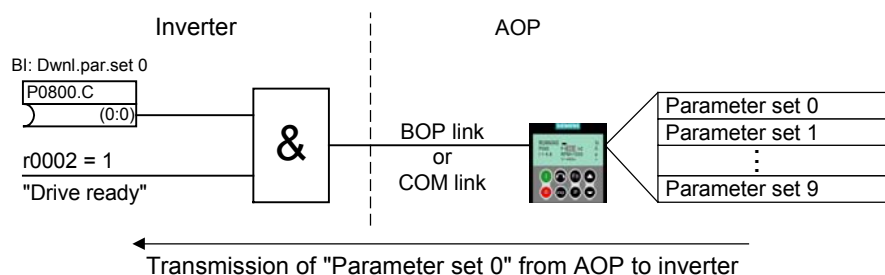 Inverter
AOP
BI: Dwnl.par.set 0
P0800.C
(0:0)
&
r0002 = 1
"Drive ready"
BOP link
or
COM link
SIEMENS
Parameter set 0
Parameter set 1
Parameter set 9
Transmission of "Parameter set 0" from AOP to inverter